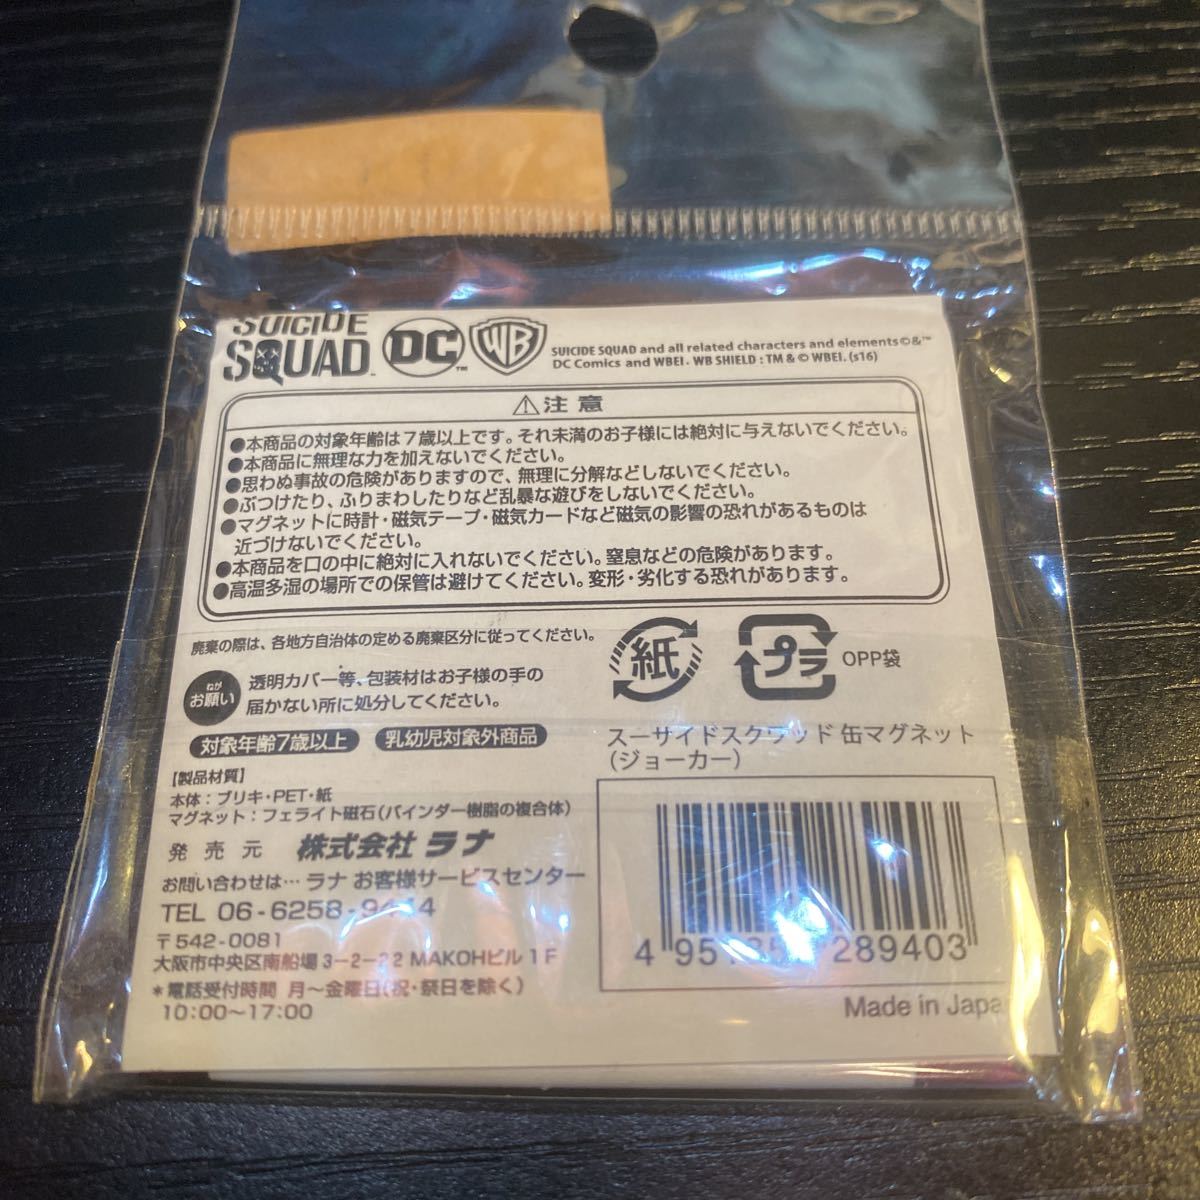 SUICIDE
SQUAD™
DC™
WB
SUICIDE SQUAD and all related characters and elements©&™
DC Comics and WBEI. WB SHIELD : TM & © WBEI. (s16)
⚠注意
●本商品の対象年齢は7歳以上です。それ未満のお子様には絶対に与えないでください。
●本商品に無理な力を加えないでください。
●思わぬ事故の危険がありますので、無理に分解などしないでください。
●ぶつけたり、ふりまわしたりなど乱暴な遊びをしないでください。
●マグネットに時計・磁気テープ・磁気カードなど磁気の影響の恐れがあるものは
近づけないでください。
●本商品を口の中に絶対に入れないでください。窒息などの危険があります。
●高温多湿の場所での保管は避けてください。変形・劣化する恐れがあります。
廃棄の際は、各地方自治体の定める廃棄区分に従ってください。
紙
プラ
OPP袋
ねが
お願い
透明カバー等、包装材はお子様の手の
届かない所に処分してください。
対象年齢7歳以上 乳幼児対象外商品
スーサイドスクワッド 缶マグネット
(ジョーカー)
【製品材質】
本体:ブリキ・PET・紙
マグネット:フェライト磁石(バインダー樹脂の複合体)
発売元 株式会社 ラナ
お問い合わせは… ラナ お客様サービスセンター
TEL 06-6258-9414
〒542-0081
大阪市中央区南船場3-2-22 MAKOHビル1F
*電話受付時間 月~金曜日(祝・祭日を除く)
10:00~17:00
289403
Made in Japa